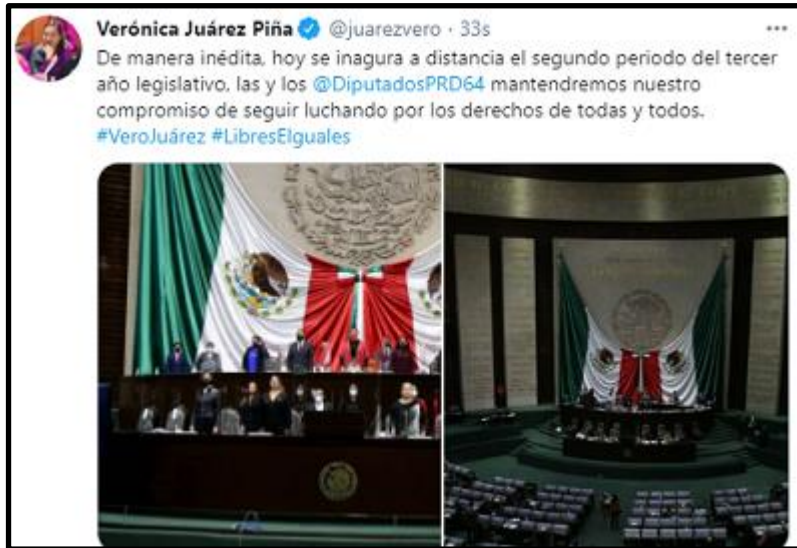 Verónica Juárez Piña @juarezvero · 33s
De manera inédita, hoy se inagura a distancia el segundo periodo del tercer
año legislativo, las y los @DiputadosPRD64 mantendremos nuestro
compromiso de seguir luchando por los derechos de todas y todos.
#VeroJuárez #LibresEIguales